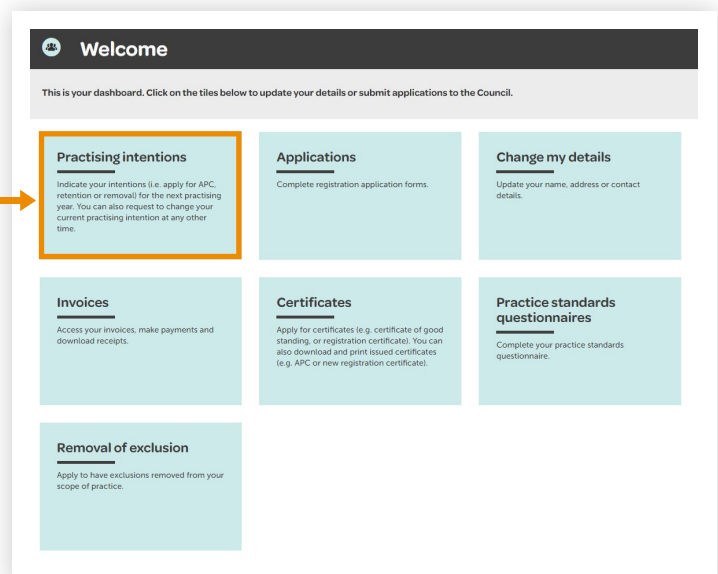 Welcome
This is your dashboard. Click on the tiles below to update your details or submit applications to the Council.
Practising intentions
Indicate your intentions (i.e. apply for APC,
retention or removal) for the next practising
year. You can also request to change your
current practising intention at any other
time.
Applications
Complete registration application forms.
Change my details
Update your name, address or contact
details.
Invoices
Access your invoices, make payments and
download receipts.
Certificates
Apply for certificates (e.g. certificate of good
standing, or registration certificate). You can
also download and print issued certificates
(e.g. APC or new registration certificate).
Practice standards
questionnaires
Complete your practice standards
questionnaire.
Removal of exclusion
Apply to have exclusions removed from your
scope of practice.